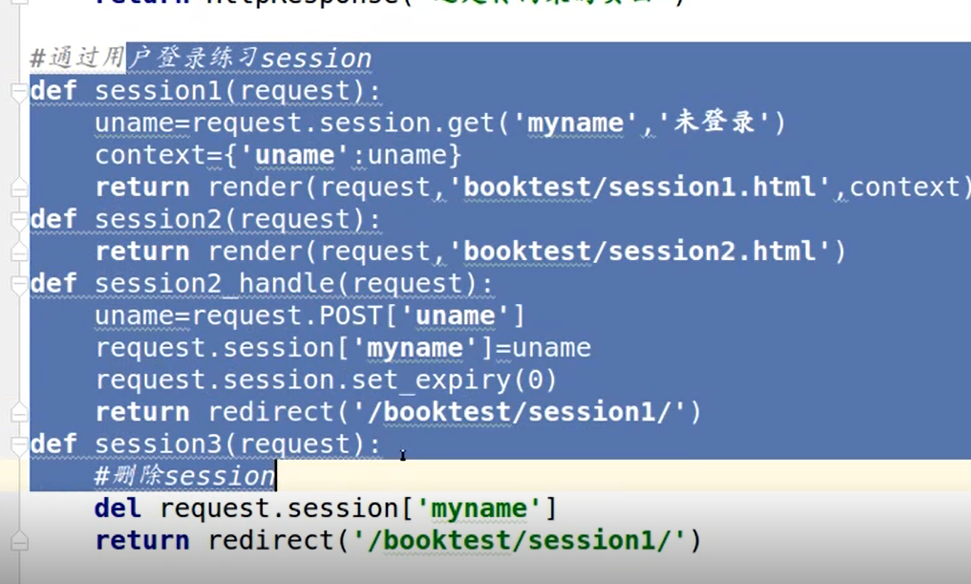 #通过用户登录练习session
def session1(request):
    uname=request.session.get('myname','未登录')
    context={'uname':uname}
    return render(request,'booktest/session1.html',context)
def session2(request):
    return render(request,'booktest/session2.html')
def session2_handle(request):
    uname=request.POST['uname']
    request.session['myname']=uname
    request.session.set_expiry(0)
    return redirect('/booktest/session1/')
def session3(request):
    #删除session
    del request.session['myname']
    return redirect('/booktest/session1/')